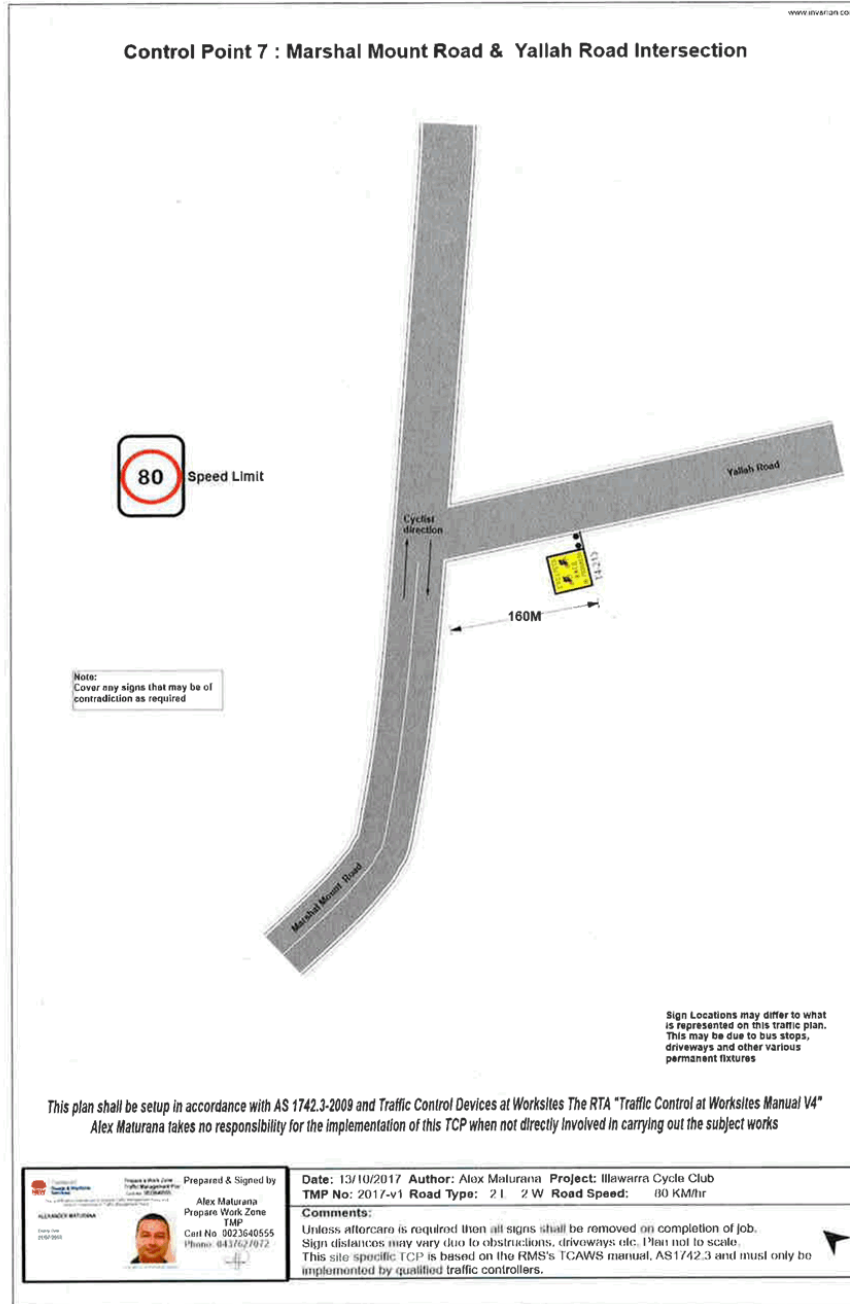 www.invarion.co
Control Point 7 : Marshal Mount Road & Yallah Road Intersection
80
Speed Limit
Yallah Road
Cyclist
direction
160M
Note:
Cover any signs that may be of
contradiction as required
Marshal Mount Road
Sign Locations may differ to what
is represented on this traffic plan.
This may be due to bus stops,
driveways and other various
permanent fixtures
This plan shall be setup in accordance with AS 1742.3-2009 and Traffic Control Devices at Worksites The RTA "Traffic Control at Worksites Manual V4"
Alex Maturana takes no responsibility for the implementation of this TCP when not directly involved in carrying out the subject works
Prepare a Work Zone
Traffic Management Plan
ALEXANDER MATURANA
Prepared & Signed by
Alex Maturana
Prepare Work Zone
TMP
Cert No 0023640555
Phone: 0437627072
Date: 13/10/2017 Author: Alex Maturana Project: Illawarra Cycle Club
TMP No: 2017-v1 Road Type: 2 L 2 W Road Speed: 80 KM/hr
Comments:
Unless aftercare is required then all signs shall be removed on completion of job.
Sign distances may vary due to obstructions, driveways etc. Plan not to scale.
This site specific TCP is based on the RMS's TCAWS manual, AS1742.3 and must only be
implemented by qualified traffic controllers.